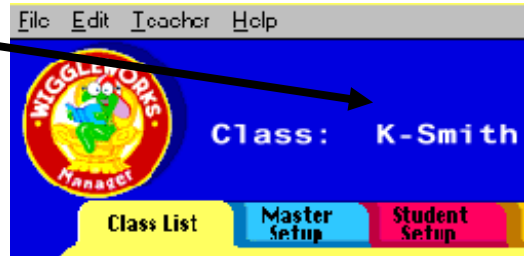 File Edit Teacher Help
WIGGLEWORKS
Manager
Class: K-Smith
Class List Master Setup Student Setup